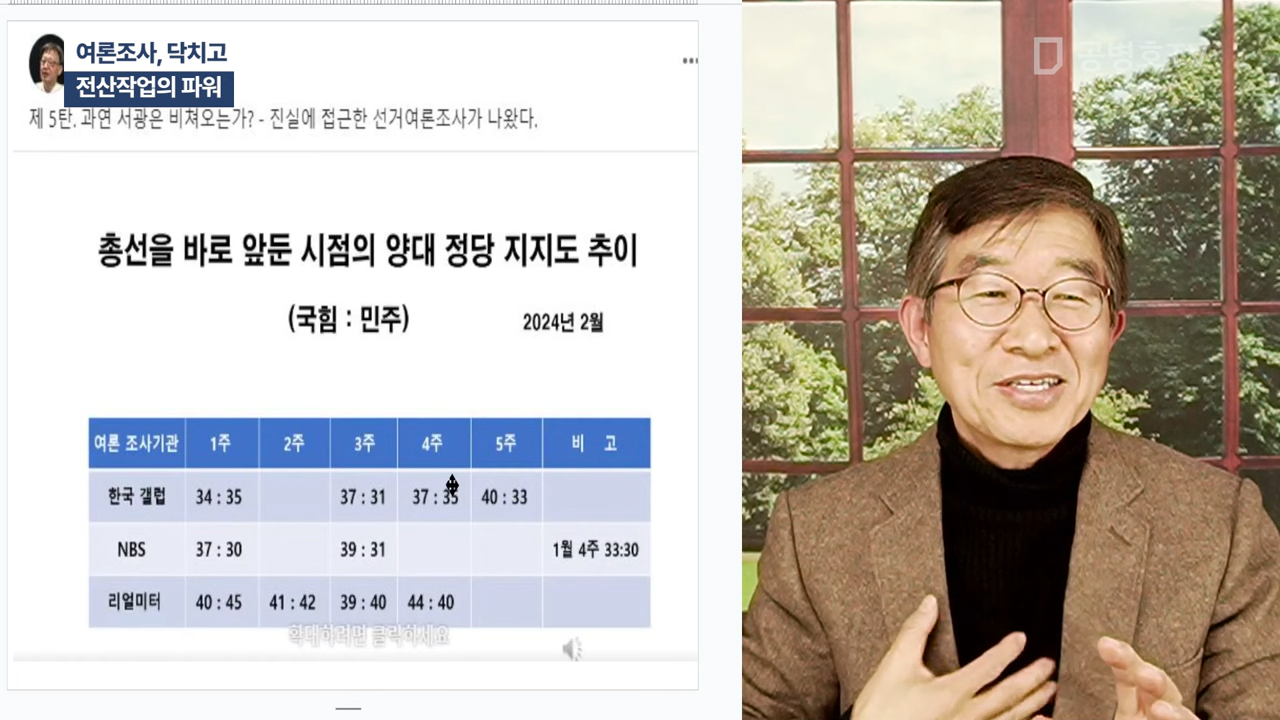 여론조사, 닥치고
전산작업의 파워
제 5탄. 과연 서광은 비쳐오는가? - 진실에 접근한 선거여론조사가 나왔다.
총선을 바로 앞둔 시점의 양대 정당 지지도 추이
(국힘 : 민주) 2024년 2월
여론 조사기관 1주 2주 3주 4주 5주 비 고
한국 갤럽 34 : 35 37 : 31 37 : 35 40 : 33
NBS 37 : 30 39 : 31 1월 4주 33:30
리얼미터 40 : 45 41 : 42 39 : 40 44 : 40
확대하려면 클릭하세요
공병호